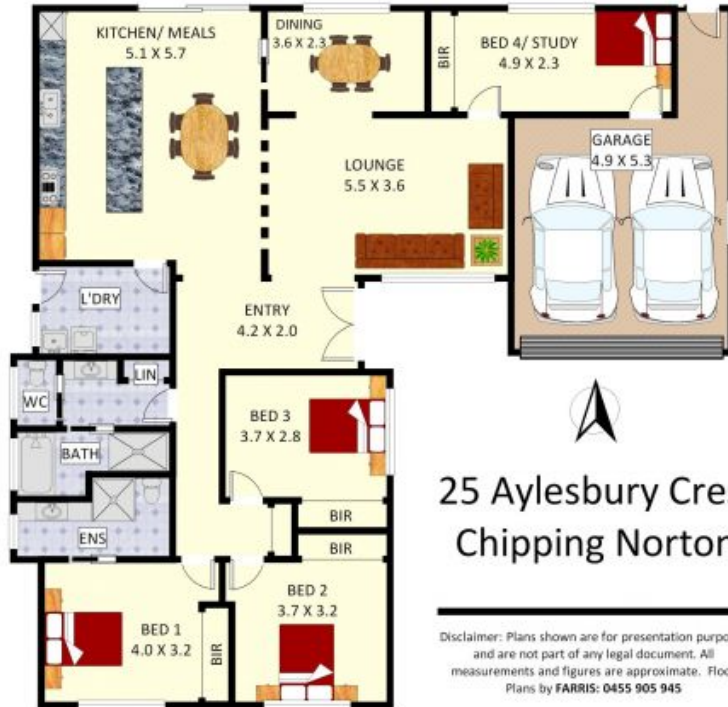 KITCHEN/ MEALS
5.1 X 5.7
DINING
3.6 X 2.3
BIR
BED 4/ STUDY
4.9 X 2.3
GARAGE
4.9 X 5.3
LOUNGE
5.5 X 3.6
L'DRY
ENTRY
4.2 X 2.0
WC
LIN
BATH
BED 3
3.7 X 2.8
BIR
ENS
BIR
BED 1
4.0 X 3.2
BIR
BED 2
3.7 X 3.2
25 Aylesbury Cre
Chipping Norton
Disclaimer: Plans shown are for presentation purpo
and are not part of any legal document. All
measurements and figures are approximate. Floo
Plans by FARRIS: 0455 905 945